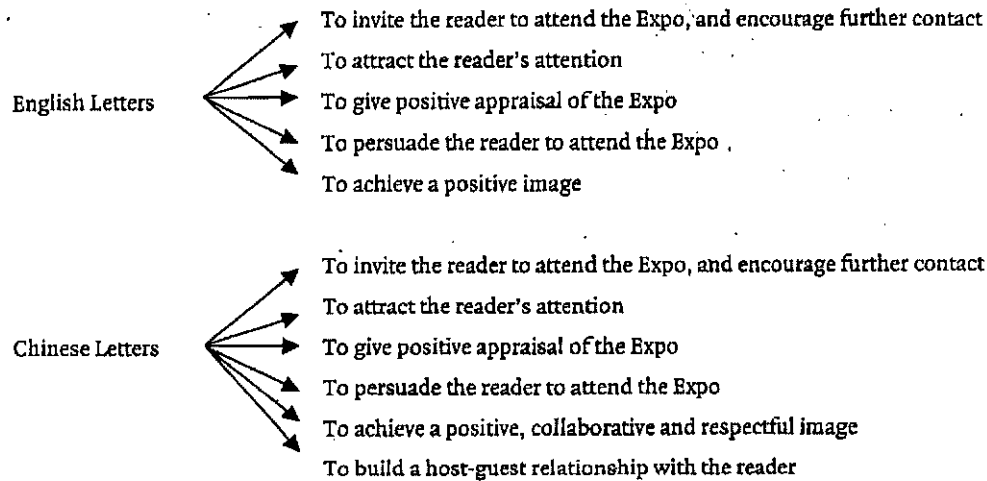 To invite the reader to attend the Expo, and encourage further contact
To attract the reader's attention
English Letters
To give positive appraisal of the Expo
To persuade the reader to attend the Expo
To achieve a positive image
To invite the reader to attend the Expo, and encourage further contact
To attract the reader's attention
Chinese Letters
To give positive appraisal of the Expo
To persuade the reader to attend the Expo
To achieve a positive, collaborative and respectful image
To build a host-guest relationship with the reader